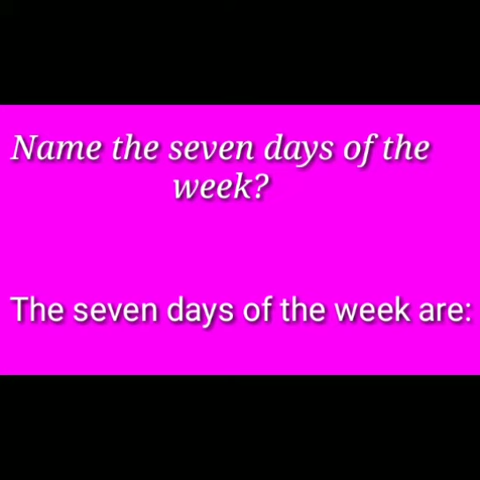 Name the seven days of the
week?
The seven days of the week are: